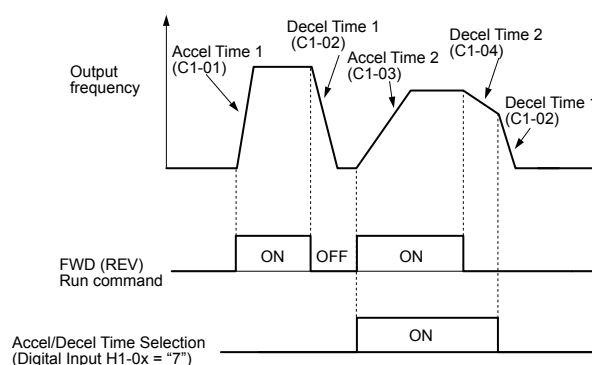 Decel Time 1
(C1-02)
Decel Time 2
(C1-04)
Accel Time 1
(C1-01)
Accel Time 2
(C1-03)
Output
frequency
Decel Time 1
(C1-02)
ON
OFF
ON
FWD (REV)
Run command
ON
Accel/Decel Time Selection
(Digital Input H1-0x = “7”)